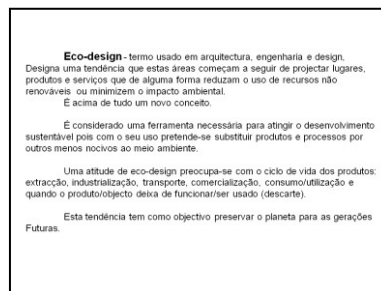 Eco-design - termo usado em arquitectura, engenharia e design,
Designa uma tendência que estas áreas começam a seguir de projectar lugares,
produtos e serviços que de alguma forma reduzam o uso de recursos não
renováveis ou minimizem o impacto ambiental.
É acima de tudo um novo conceito.
É considerado uma ferramenta necessária para atingir o desenvolvimento
sustentável pois com o seu uso pretende-se substituir produtos e processos por
outros menos nocivos ao meio ambiente.
Uma atitude de eco-design preocupa-se com o ciclo de vida dos produtos:
extracção, industrialização, transporte, comercialização, consumo/utilização e
quando o produto/objecto deixa de funcionar/ser usado (descarte).
Esta tendência tem como objectivo preservar o planeta para as gerações
Futuras.